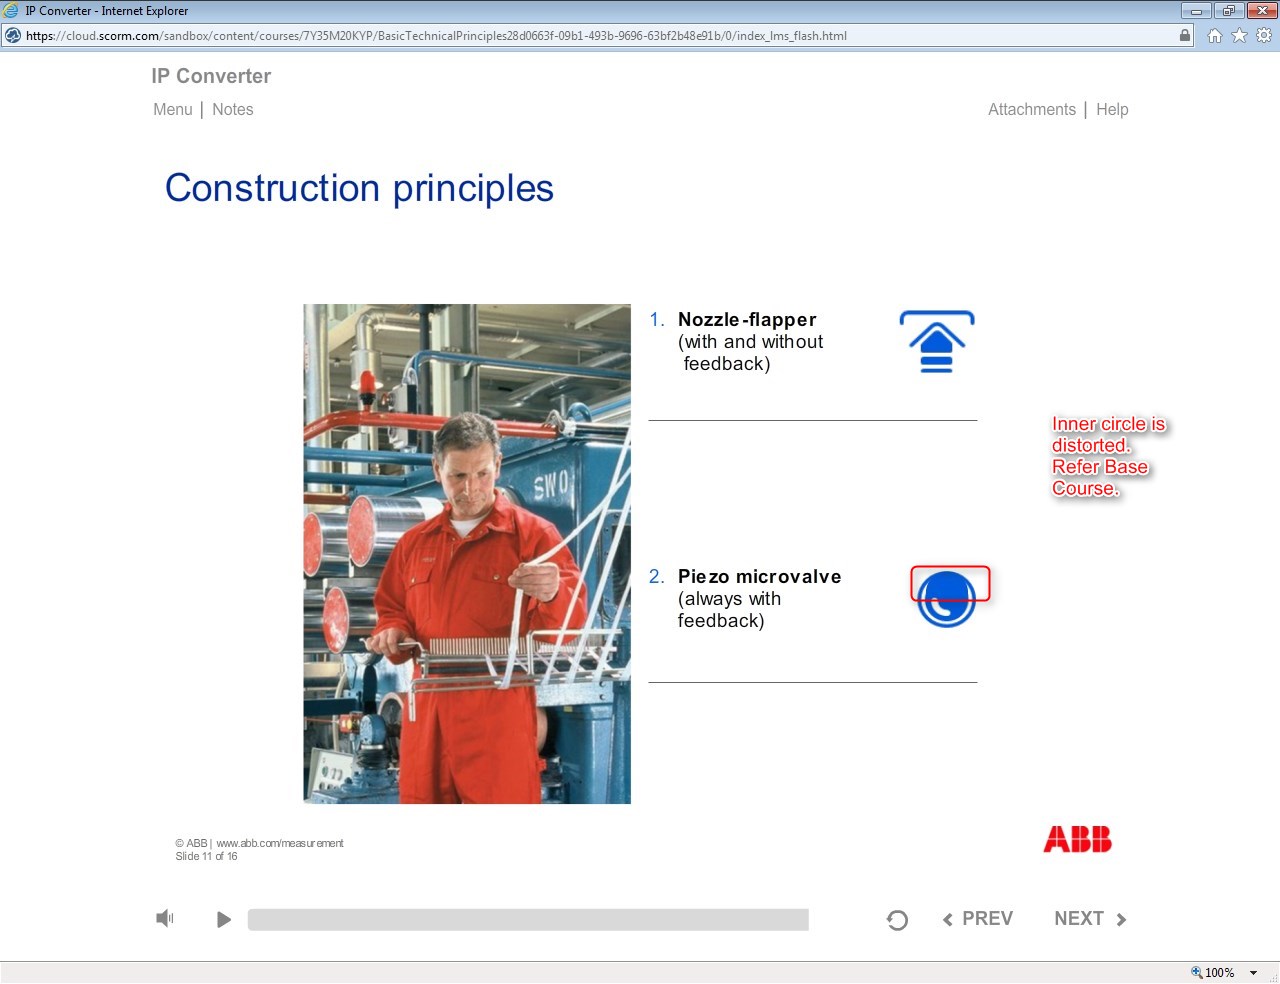 IP Converter - Internet Explorer
https://cloud.scorm.com/sandbox/content/courses/7Y35M20KYP/BasicTechnicalPrinciples28d0663f-09b1-493b-9696-63bf2b48e91b/0/index_lms_flash.html
IP Converter
Menu | Notes
Attachments | Help
Construction principles
1. Nozzle-flapper
(with and without
feedback)
Inner circle is
distorted.
Refer Base
Course.
SWO
2. Piezo microvalve
(always with
feedback)
© ABB | www.abb.com/measurement
Slide 11 of 16
ABB
PREV
NEXT
100%